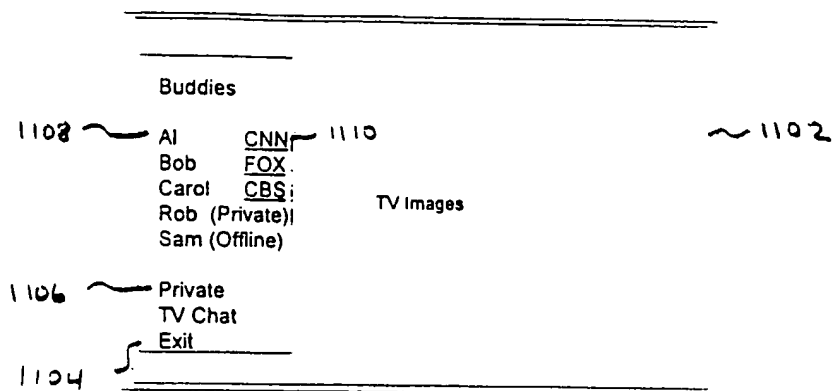 Buddies
1108 Al CNN 1110 1102
Bob FOX
Carol CBS
TV Images
Rob (Private)
Sam (Offline)
1106 Private
TV Chat
Exit
1104